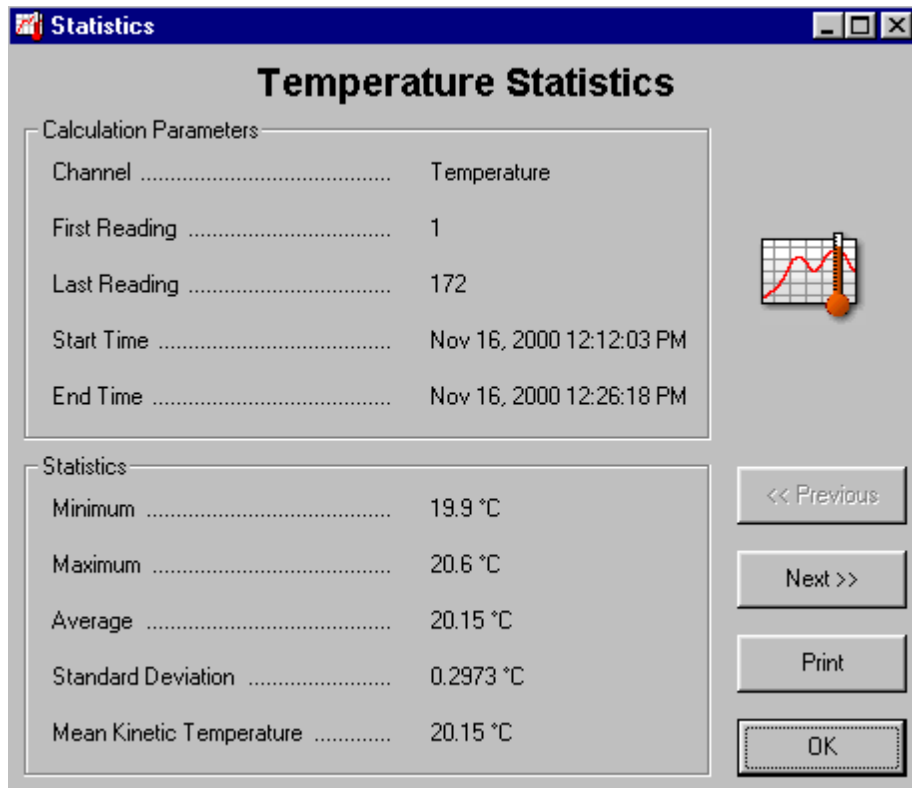 Statistics
Temperature Statistics
Calculation Parameters
Channel ........................................ Temperature
First Reading ................................. 1
Last Reading ................................. 172
Start Time ...................................... Nov 16, 2000 12:12:03 PM
End Time ....................................... Nov 16, 2000 12:26:18 PM
Statistics
Minimum ........................................ 19.9 °C
Maximum ....................................... 20.6 °C
Average ........................................ 20.15 °C
Standard Deviation ........................ 0.2973 °C
Mean Kinetic Temperature ............. 20.15 °C
<< Previous
Next >>
Print
OK